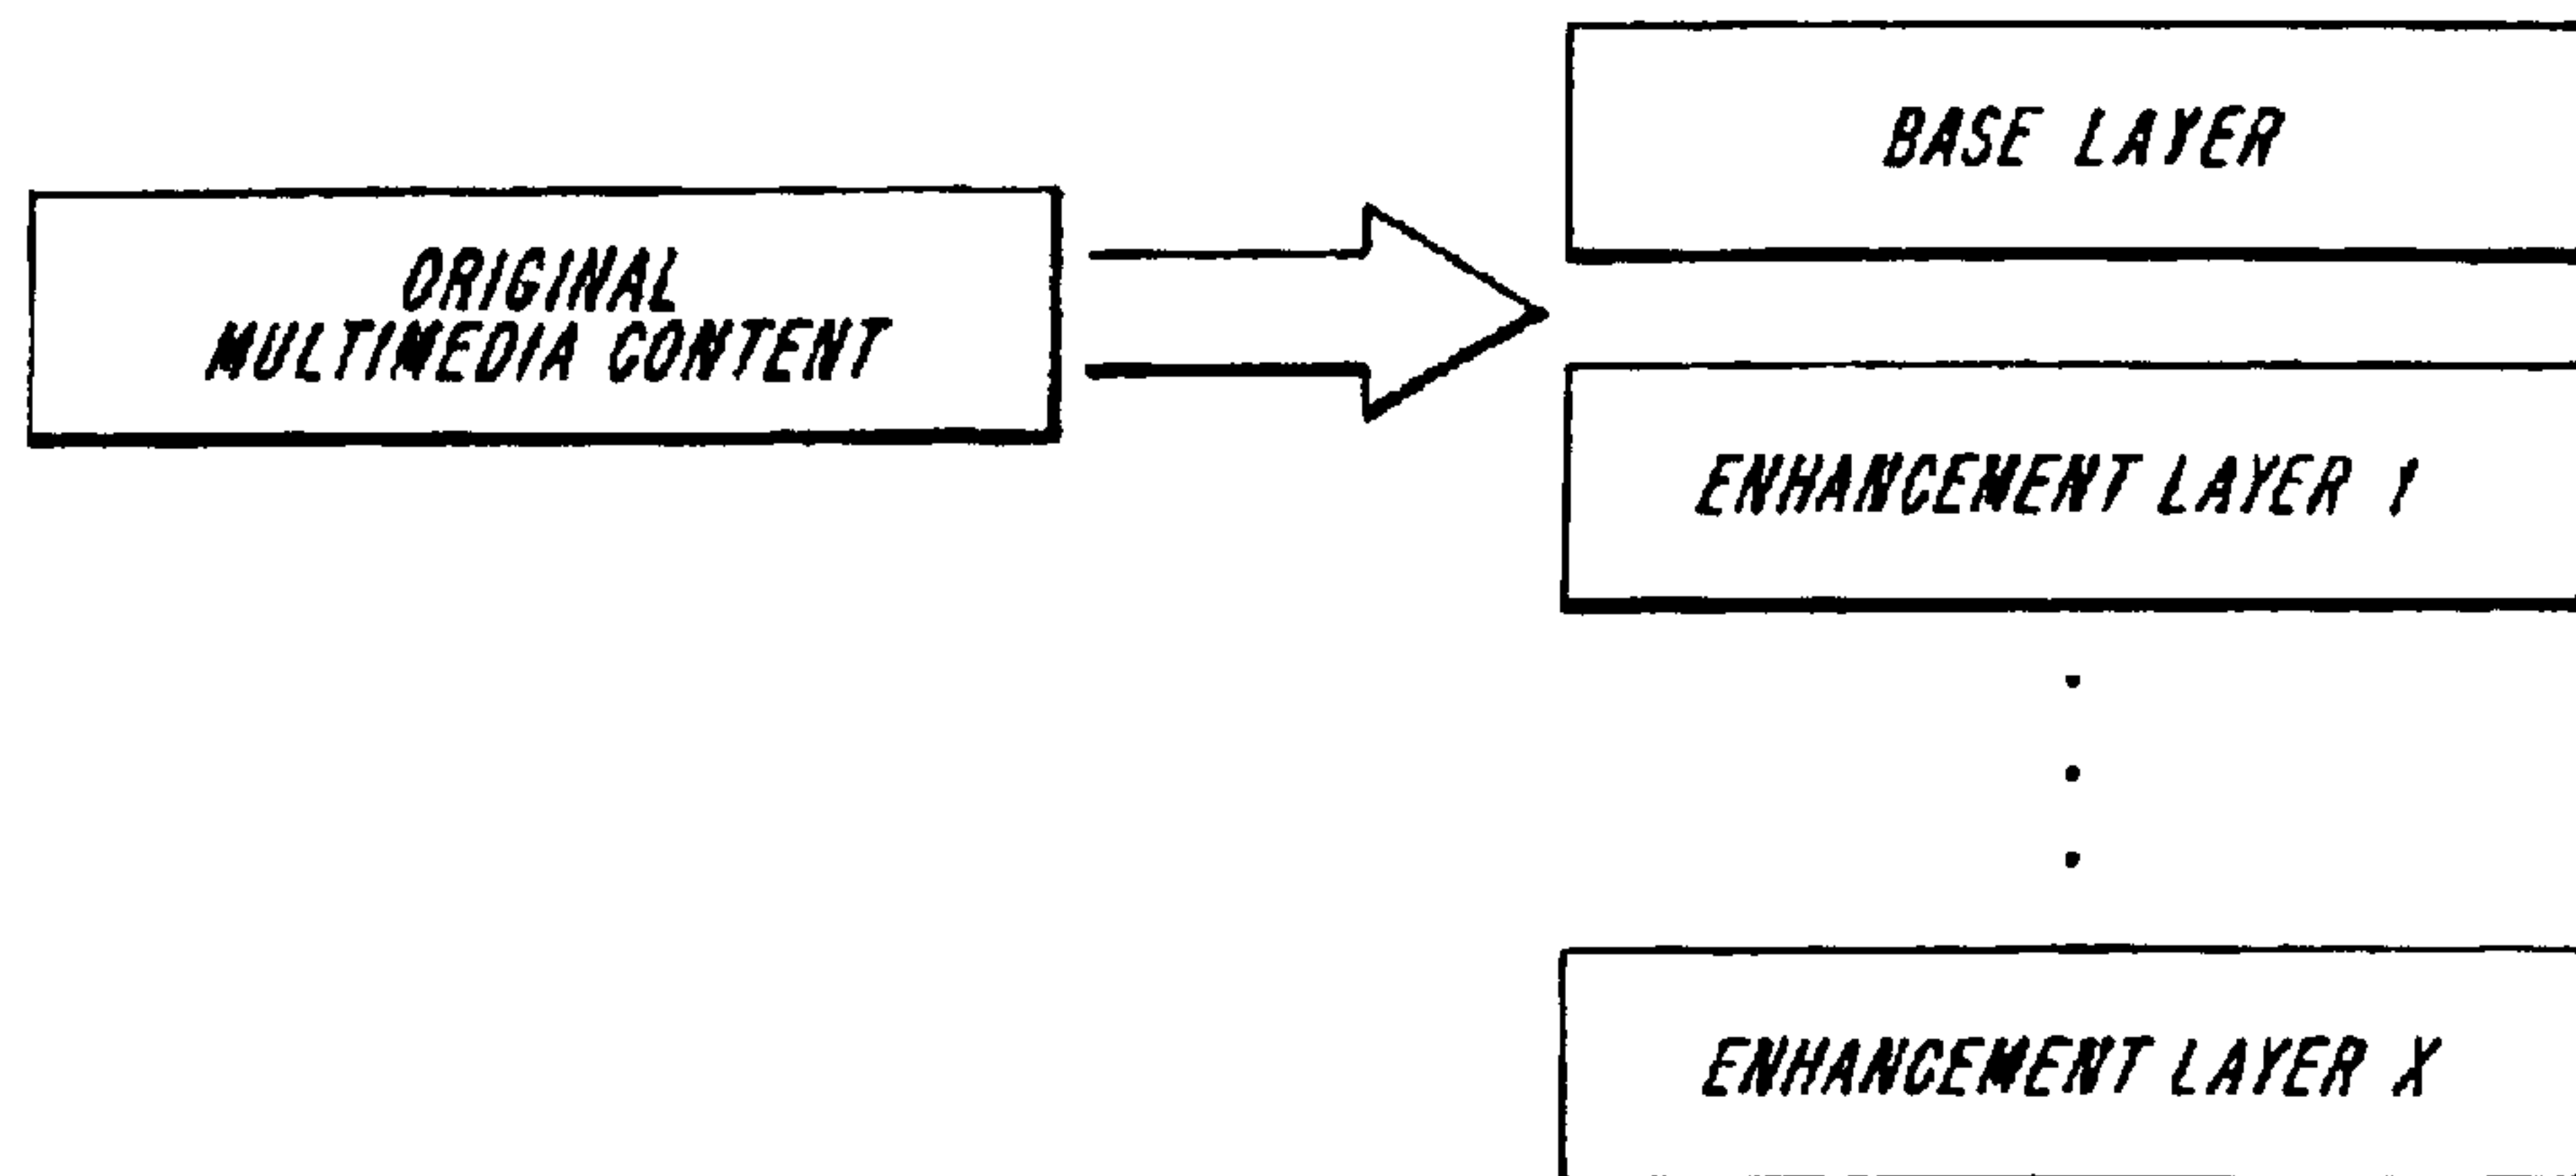 ORIGINAL
MULTIMEDIA CONTENT
BASE LAYER
ENHANCEMENT LAYER 1
ENHANCEMENT LAYER X